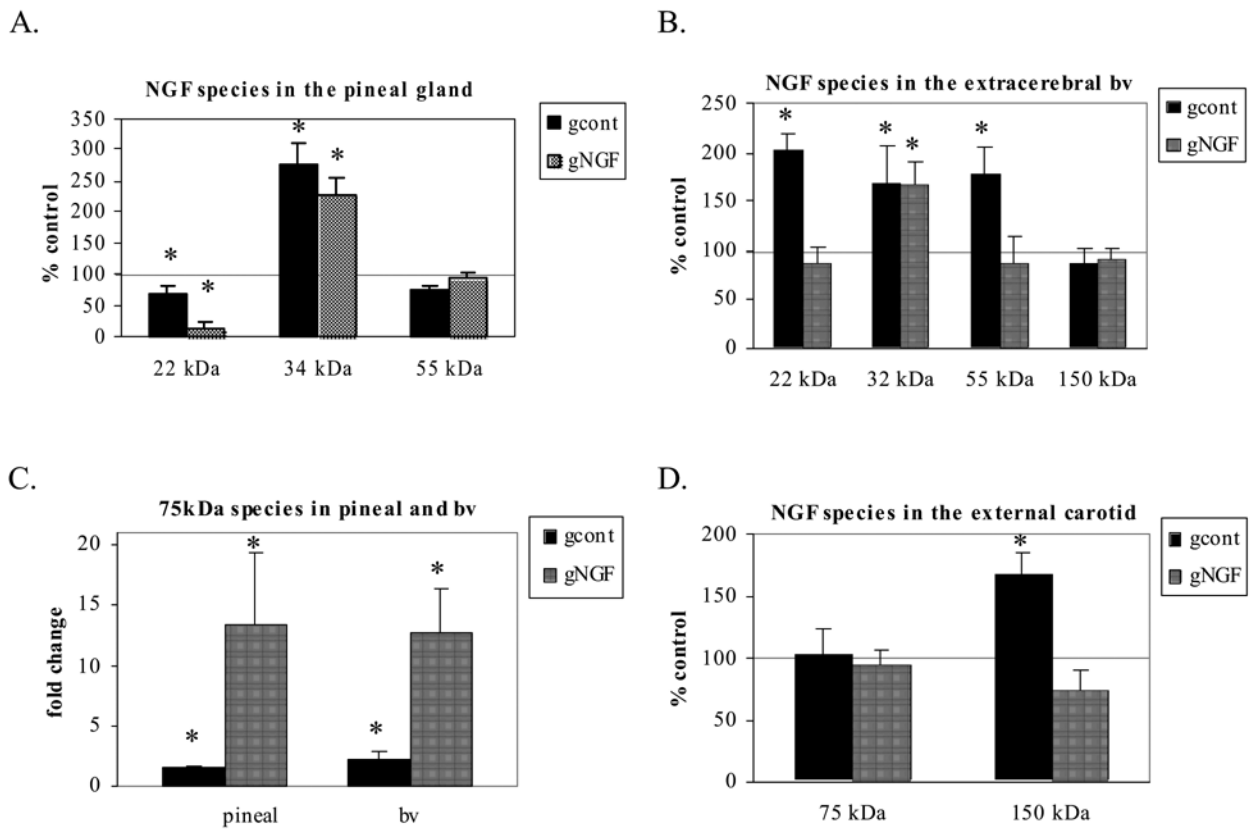 A.
NGF species in the pineal gland
gcont
gNGF
% control
350
300
250
200
150
100
50
0
* * * *
22 kDa 34 kDa 55 kDa
B.
NGF species in the extracerebral bv
gcont
gNGF
% control
250
200
150
100
50
0
* * * *
22 kDa 32 kDa 55 kDa 150 kDa
C.
75kDa species in pineal and bv
gcont
gNGF
fold change
20
15
10
5
0
* * * *
pineal bv
D.
NGF species in the external carotid
gcont
gNGF
% control
200
150
100
50
0
*
75 kDa 150 kDa